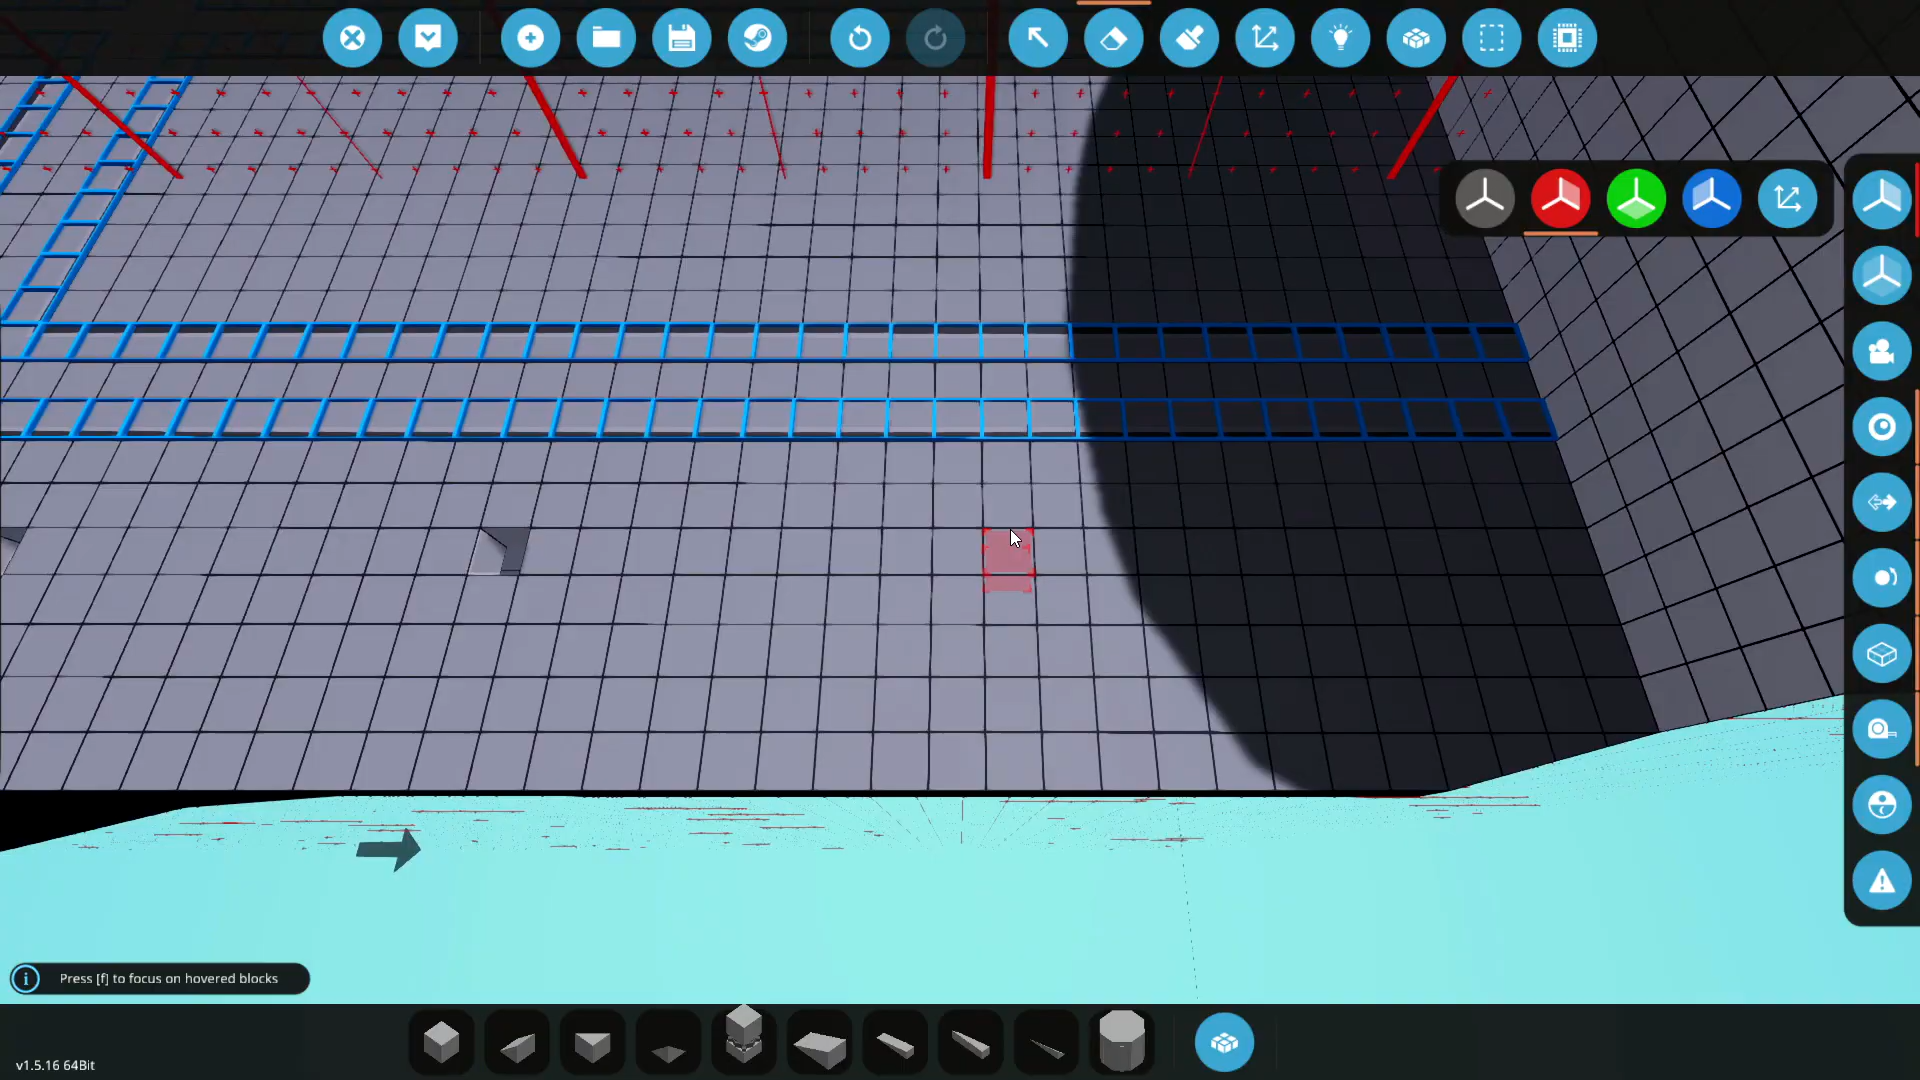 Press [f] to focus on hovered blocks
v1.5.16 64Bit